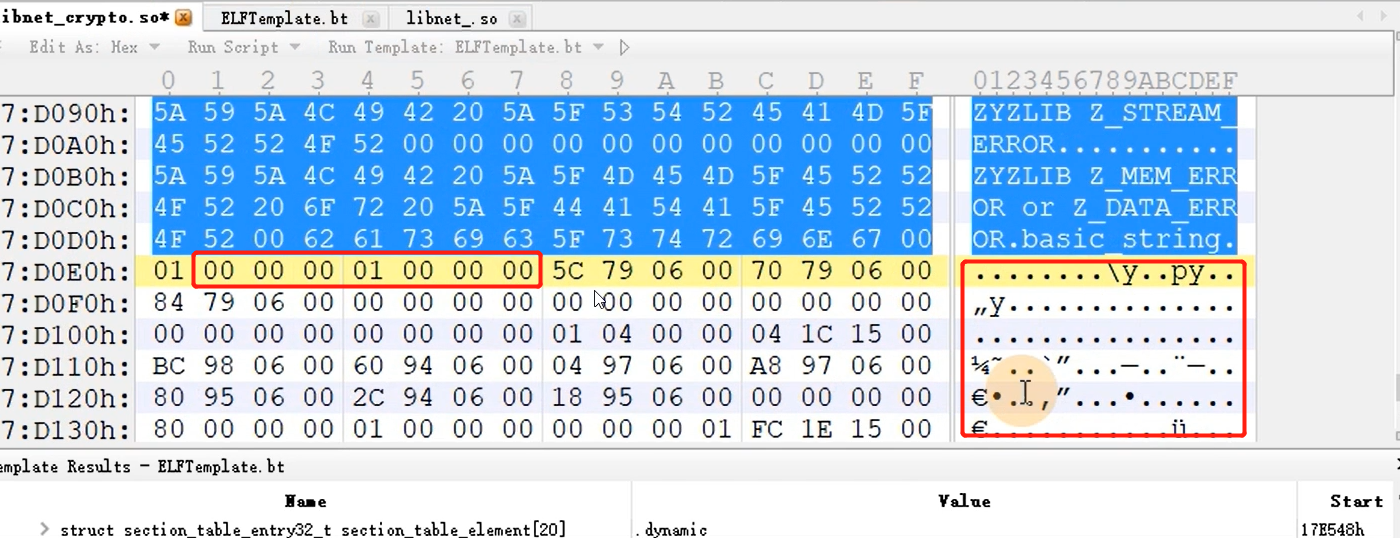 ibnet_crypto.so* ELFTemplate.bt libnet_.so
Edit As: Hex Run Script Run Template: ELFTemplate.bt
0 1 2 3 4 5 6 7 8 9 A B C D E F 0123456789ABCDEF
7:D090h: 5A 59 5A 4C 49 42 20 5A 5F 53 54 52 45 41 4D 5F ZYZLIB Z_STREAM_
7:D0A0h: 45 52 52 4F 52 00 00 00 00 00 00 00 00 00 00 00 ERROR...........
7:D0B0h: 5A 59 5A 4C 49 42 20 5A 5F 4D 45 4D 5F 45 52 52 ZYZLIB Z_MEM_ERR
7:D0C0h: 4F 52 20 6F 72 20 5A 5F 44 41 54 41 5F 45 52 52 OR or Z_DATA_ERR
7:D0D0h: 4F 52 00 62 61 73 69 63 5F 73 74 72 69 6E 67 00 OR.basic_string.
7:D0E0h: 01 00 00 00 01 00 00 00 5C 79 06 00 70 79 06 00 ........\y..py..
7:D0F0h: 84 79 06 00 00 00 00 00 00 00 00 00 00 00 00 00 „y..............
7:D100h: 00 00 00 00 00 00 00 00 01 04 00 00 04 1C 15 00 ................
7:D110h: BC 98 06 00 60 94 06 00 04 97 06 00 A8 97 06 00 ¼˜..`”...—..¨—..
7:D120h: 80 95 06 00 2C 94 06 00 18 95 06 00 00 00 00 00 €•..,”...•......
7:D130h: 80 00 00 00 01 00 00 00 00 00 00 01 FC 1E 15 00 €...........ü...
emplate Results - ELFTemplate.bt
Name Value Start
struct section_table_entry32_t section_table_element[20] .dynamic 17E548h